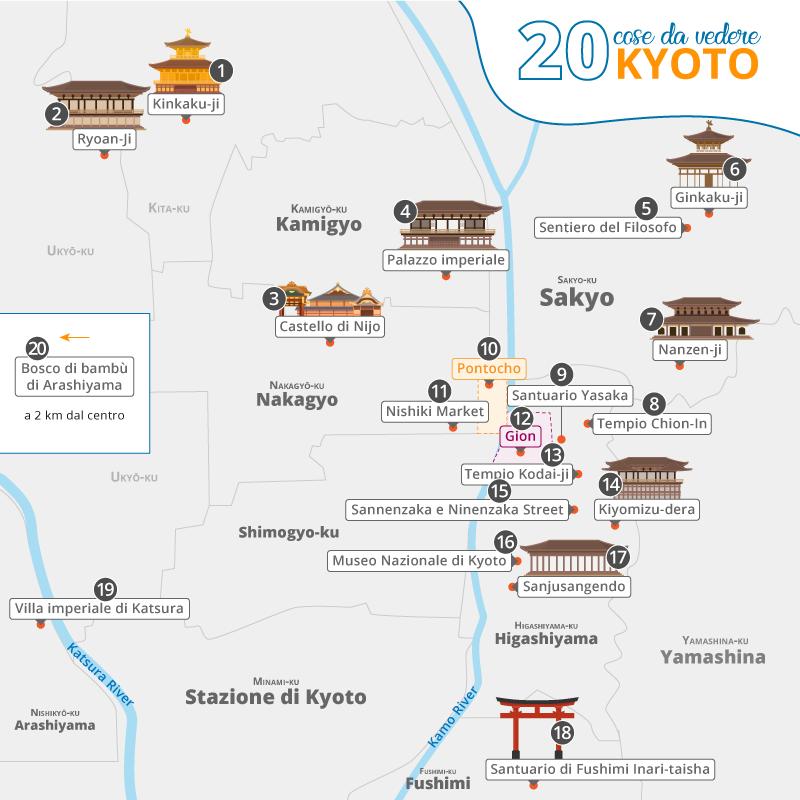 20 cose da vedere
KYOTO
1
Kinkaku-ji
2
Ryoan-Ji
Kita-ku
Ukyō-ku
Kamigyō-ku
Kamigyo
4
Palazzo imperiale
6
Ginkaku-ji
5
Sentiero del Filosofo
Sakyo-ku
Sakyo
3
Castello di Nijo
7
Nanzen-ji
20
Bosco di bambù
di Arashiyama
a 2 km dal centro
10
Pontocho
Nakagyō-ku
Nakagyo
11
Nishiki Market
9
Santuario Yasaka
8
Tempio Chion-In
12
Gion
13
Tempio Kodai-ji
Ukyō-ku
14
Kiyomizu-dera
15
Sannenzaka e Ninenzaka Street
Shimogyo-ku
16
Museo Nazionale di Kyoto
17
Sanjusangendo
19
Villa imperiale di Katsura
Higashiyama-ku
Higashiyama
Yamashina-ku
Yamashina
Katsura River
Minami-ku
Stazione di Kyoto
Nishikyō-ku
Arashiyama
Kamo River
18
Santuario di Fushimi Inari-taisha
Fushimi-ku
Fushimi